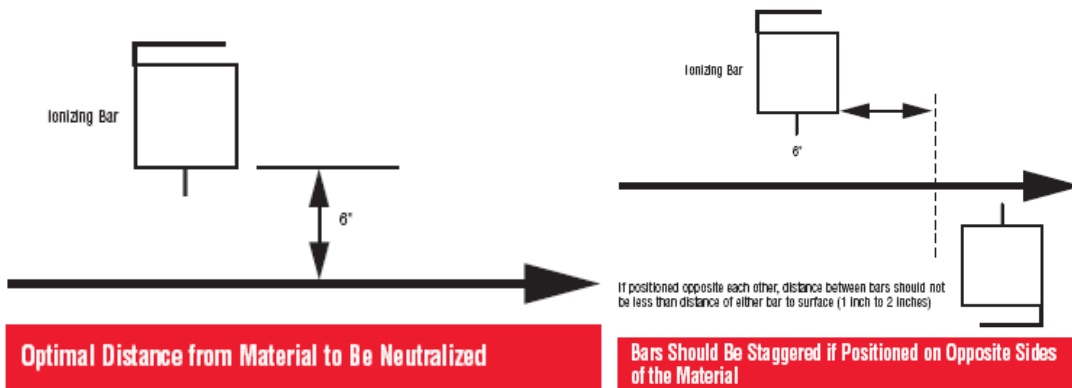 Ionizing Bar
6"
Optimal Distance from Material to Be Neutralized
Ionizing Bar
6"
If positioned opposite each other, distance between bars should not
be less than distance of either bar to surface (1 inch to 2 inches)
Bars Should Be Staggered if Positioned on Opposite Sides
of the Material